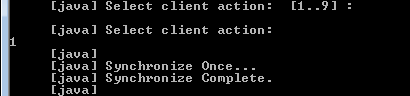 [java] Select client action:  [1..9] :
[java] Select client action:
1
[java]
[java] Synchronize Once...
[java] Synchronize Complete.
[java]